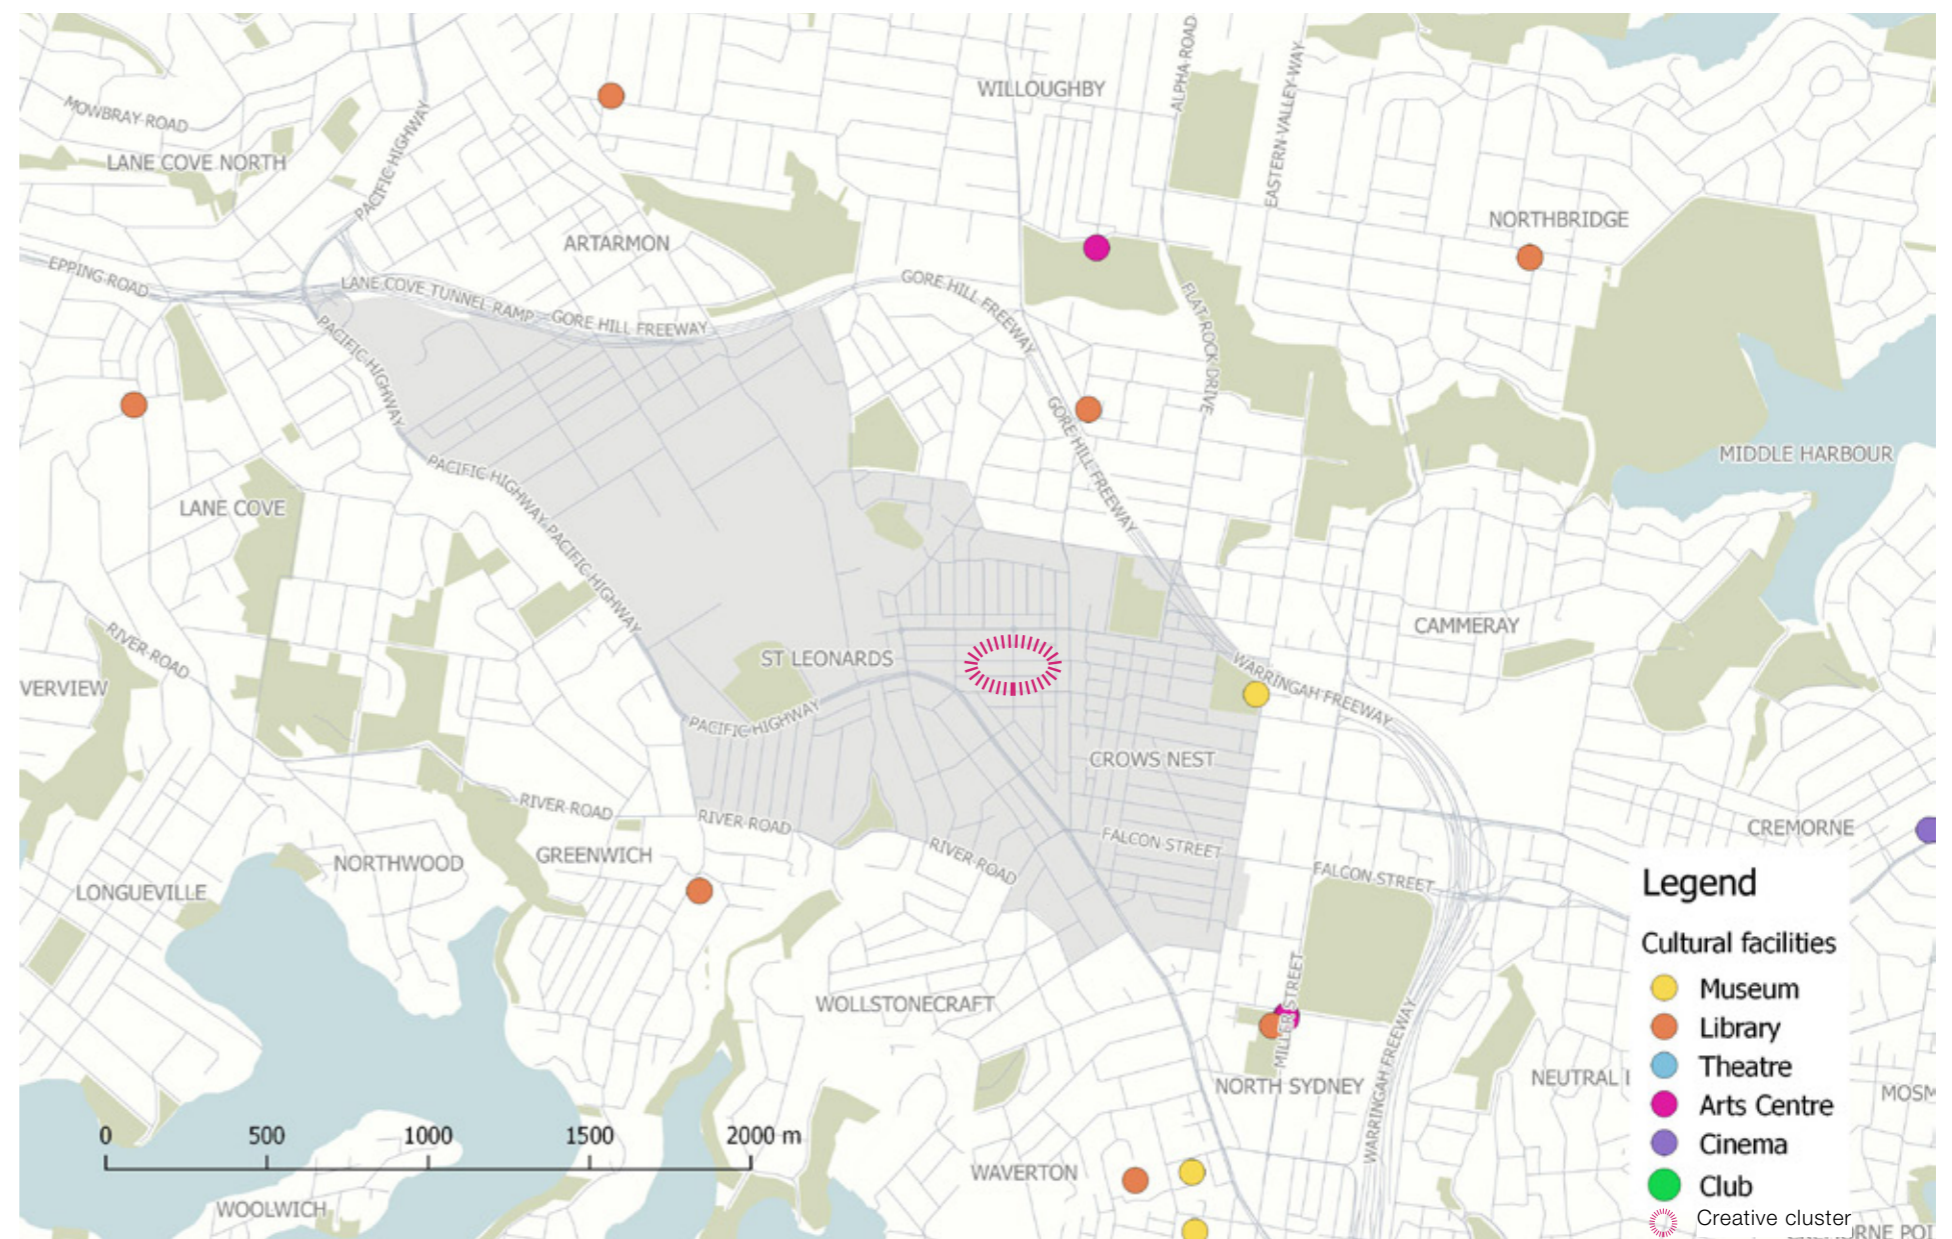 WILLOUGHBY
ALPHA ROAD
EASTERN VALLEY WAY
MOWBRAY ROAD
PACIFIC HIGHWAY
LANE COVE NORTH
NORTHBRIDGE
ARTARMON
EPPING ROAD
LANE COVE TUNNEL RAMP
GORE HILL FREEWAY
GORE HILL FREEWAY
FLAT ROCK DRIVE
PACIFIC HIGHWAY
GORE HILL FREEWAY
MIDDLE HARBOUR
PACIFIC HIGHWAY
PACIFIC HIGHWAY
LANE COVE
CAMMERAY
RIVER ROAD
ST LEONARDS
WARRINGAH FREEWAY
VERVIEW
PACIFIC HIGHWAY
CROWS NEST
RIVER ROAD
RIVER ROAD
FALCON STREET
CREMORNE
RIVER ROAD
GREENWICH
NORTHWOOD
FALCON STREET
LONGUEVILLE
MILLER STREET
WOLLSTONECRAFT
WARRINGAH FREEWAY
NORTH SYDNEY
NEUTRAL
MOSM
WAVERTON
WOOLWICH
0 500 1000 1500 2000 m
Legend
Cultural facilities
Museum
Library
Theatre
Arts Centre
Cinema
Club
Creative cluster
ORNE POI